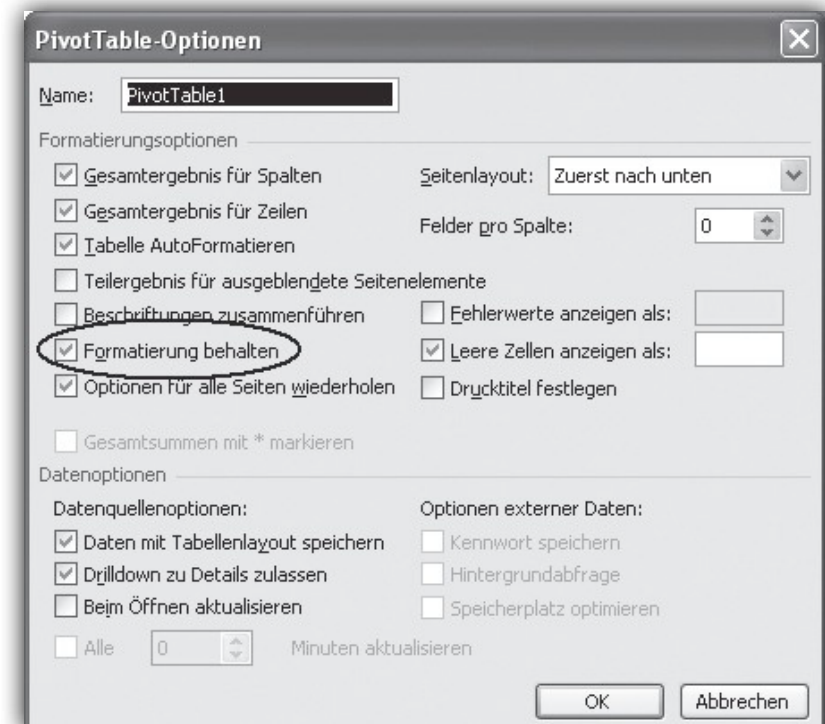 PivotTable-Optionen
Name: PivotTable1
Formatierungsoptionen
Gesamtergebnis für Spalten
Seitenlayout: Zuerst nach unten
Gesamtergebnis für Zeilen
Felder pro Spalte: 0
Tabelle AutoFormatieren
Teilergebnis für ausgeblendete Seitenelemente
Beschriftungen zusammenführen
Fehlerwerte anzeigen als:
Formatierung behalten
Leere Zellen anzeigen als:
Optionen für alle Seiten wiederholen
Drucktitel festlegen
Gesamtsummen mit * markieren
Datenoptionen
Datenquellenoptionen:
Optionen externer Daten:
Daten mit Tabellenlayout speichern
Kennwort speichern
Drilldown zu Details zulassen
Hintergrundabfrage
Beim Öffnen aktualisieren
Speicherplatz optimieren
Alle 0 Minuten aktualisieren
OK Abbrechen